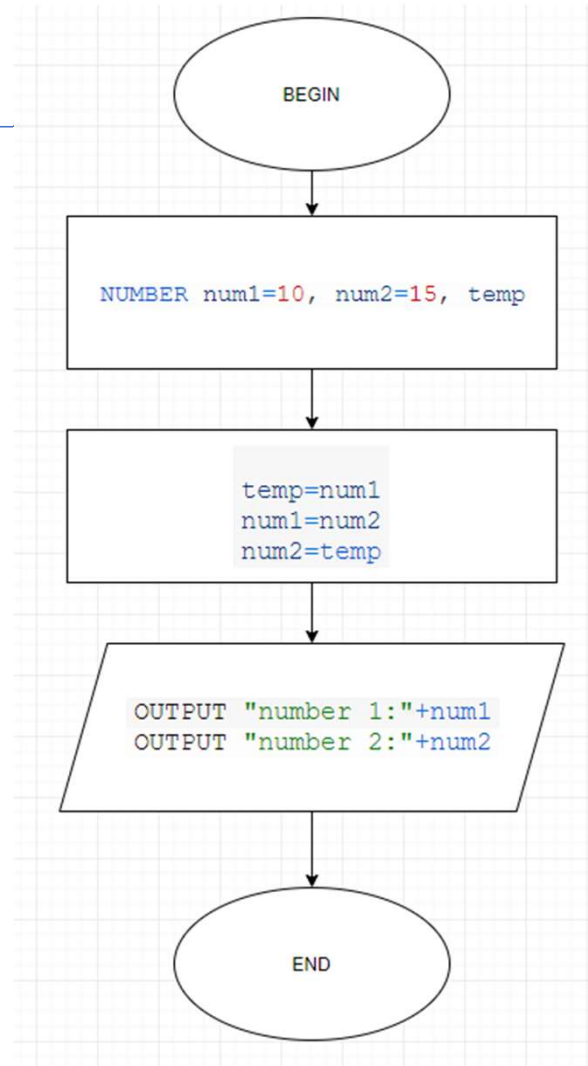 BEGIN
NUMBER num1=10, num2=15, temp
temp=num1
num1=num2
num2=temp
OUTPUT "number 1:"+num1
OUTPUT "number 2:"+num2
END